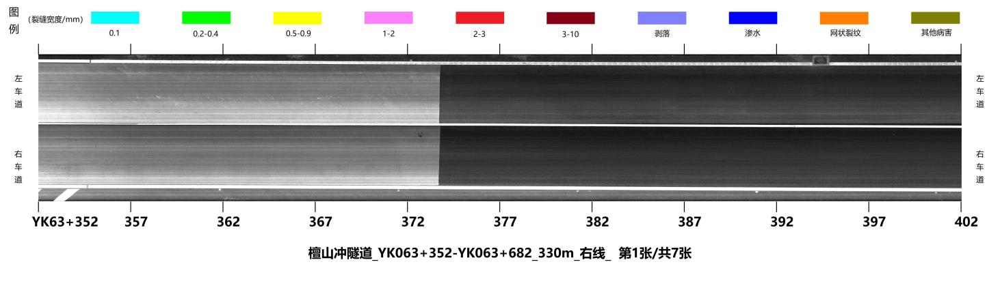 图例
(裂缝宽度/mm)
0.1 0.2-0.4 0.5-0.9 1-2 2-3 3-10 剥落 渗水 网状裂纹 其他病害
左车道 左车道
右车道 右车道
YK63+352 357 362 367 372 377 382 387 392 397 402
檀山冲隧道_YK063+352-YK063+682_330m_右线_ 第1张/共7张